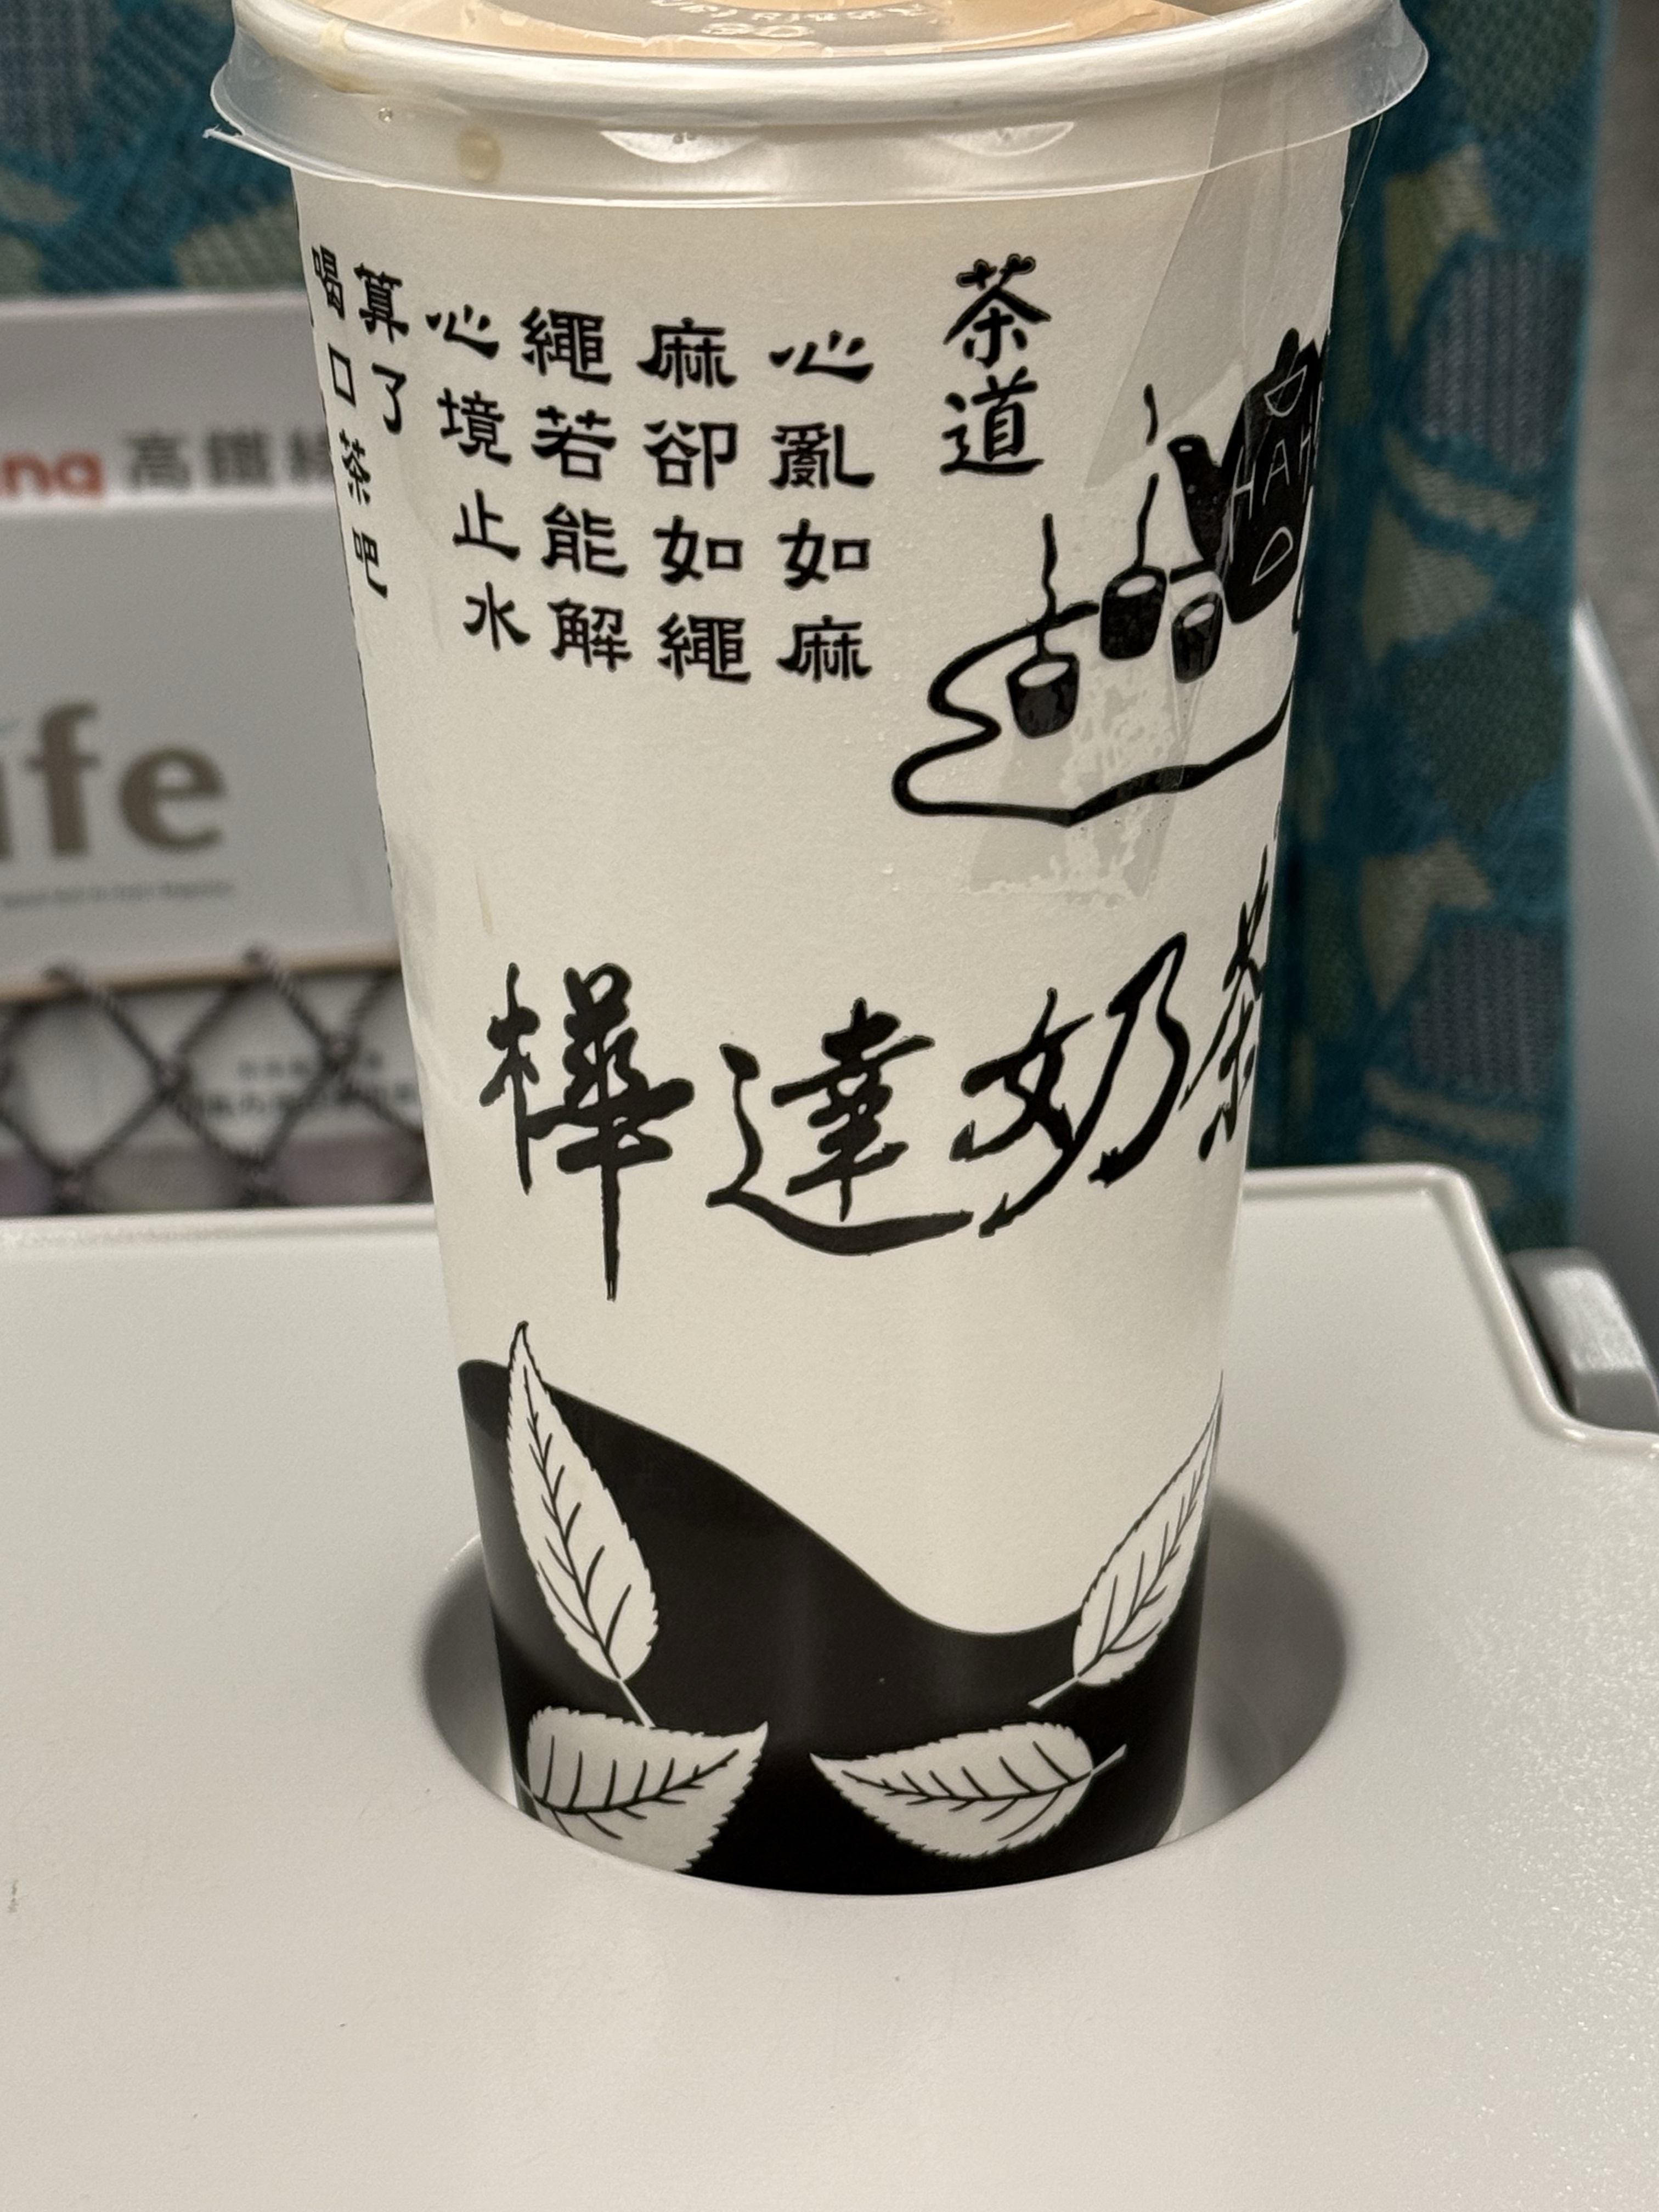 茶道
心亂如麻
麻卻如繩
繩若能解
心境止水
算了
喝口茶吧
HAH
樺達奶茶
高鐵
ife